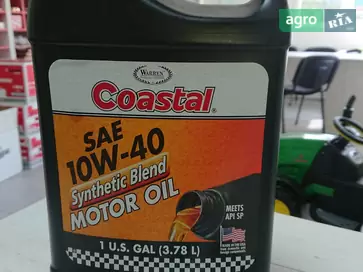 agro RIA
WARREN
Coastal
SAE
10W-40
Synthetic Blend
MOTOR OIL
MEETS
API SP
1 U.S. GAL (3.78 L)